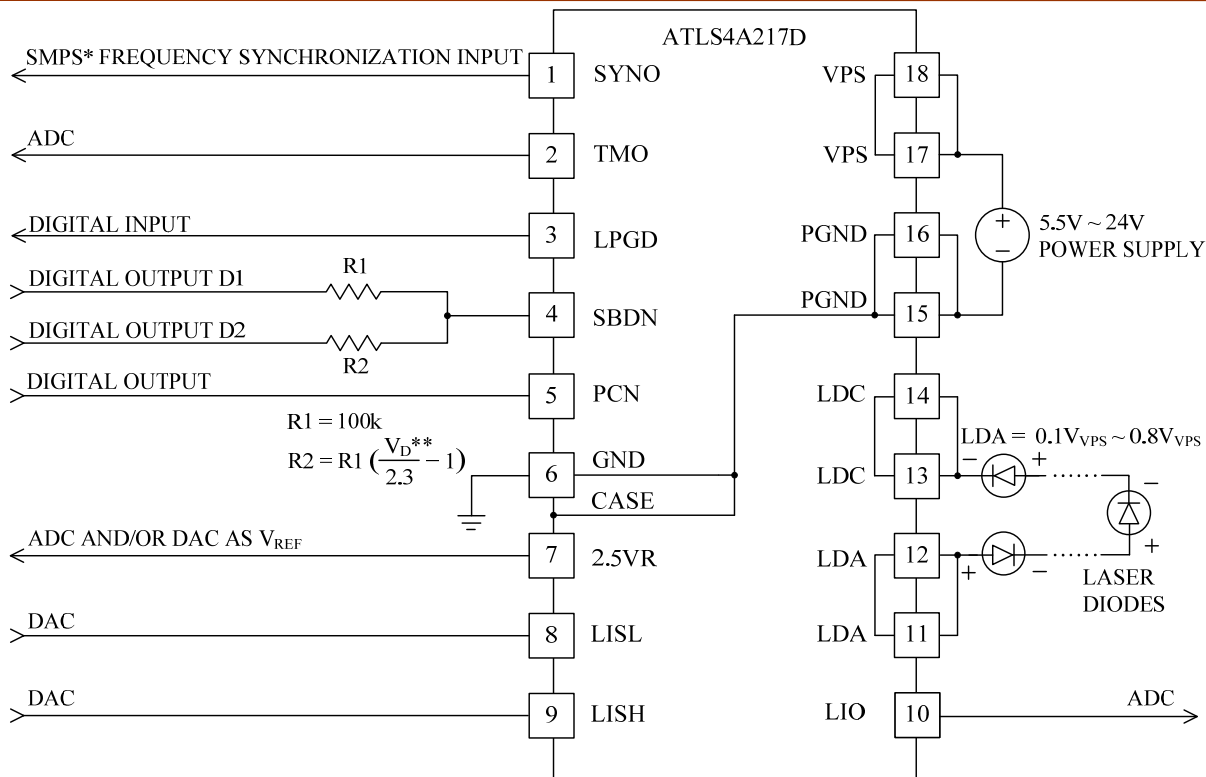 ATLS4A217D
SMPS* FREQUENCY SYNCHRONIZATION INPUT
1
SYNO
ADC
2
TMO
DIGITAL INPUT
3
LPGD
DIGITAL OUTPUT D1
R1
DIGITAL OUTPUT D2
R2
4
SBDN
DIGITAL OUTPUT
5
PCN
R1 = 100k
R2 = R1 (V_D** / 2.3 − 1)
6
GND
CASE
ADC AND/OR DAC AS V_REF
7
2.5VR
DAC
8
LISL
DAC
9
LISH
VPS
18
VPS
17
+
−
5.5V ~ 24V
POWER SUPPLY
PGND
16
PGND
15
LDC
14
LDA = 0.1V_VPS ~ 0.8V_VPS
LDC
13
− +
−
+
LDA
12
+ −
LASER
DIODES
LDA
11
LIO
10
ADC